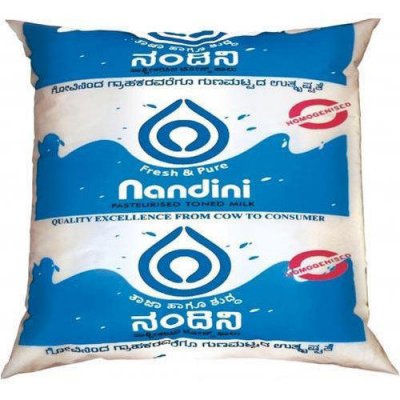 ತಾಜಾ ಹಾಗೂ ಶುದ್ಧ
ನಂದಿನಿ
ಗೋವಿನಿಂದ ಗ್ರಾಹಕರವರೆಗೂ ಗುಣಮಟ್ಟದ ಉತ್ಕೃಷ್ಟತೆ
HOMOGENISED
Fresh & Pure
nandini
PASTEURISED TONED MILK
QUALITY EXCELLENCE FROM COW TO CONSUMER
HOMOGENISED
ತಾಜಾ ಹಾಗೂ ಶುದ್ಧ
ನಂದಿನಿ
ಗೋವಿನಿಂದ ಗ್ರಾಹಕರವರೆಗೂ ಗುಣಮಟ್ಟದ ಉತ್ಕೃಷ್ಟತೆ